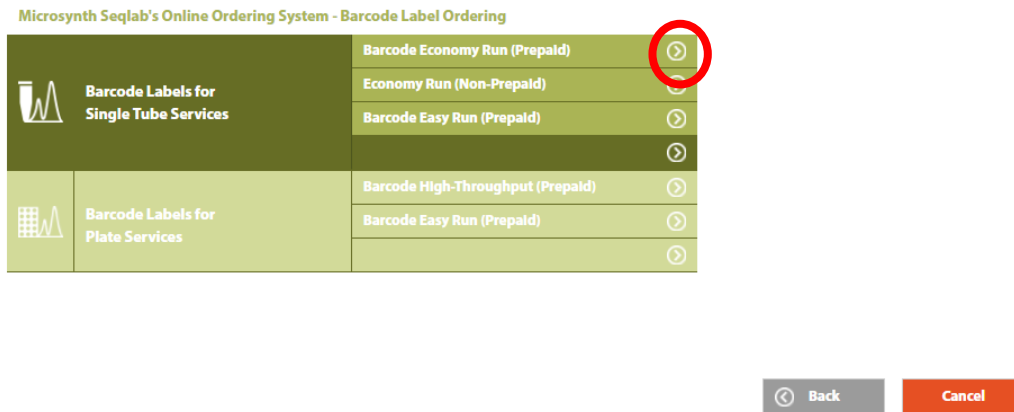 Microsynth Seqlab's Online Ordering System - Barcode Label Ordering
Barcode Labels for
Single Tube Services
Barcode Economy Run (Prepaid)
Economy Run (Non-Prepaid)
Barcode Easy Run (Prepaid)
Barcode Labels for
Plate Services
Barcode High-Throughput (Prepaid)
Barcode Easy Run (Prepaid)
Back
Cancel